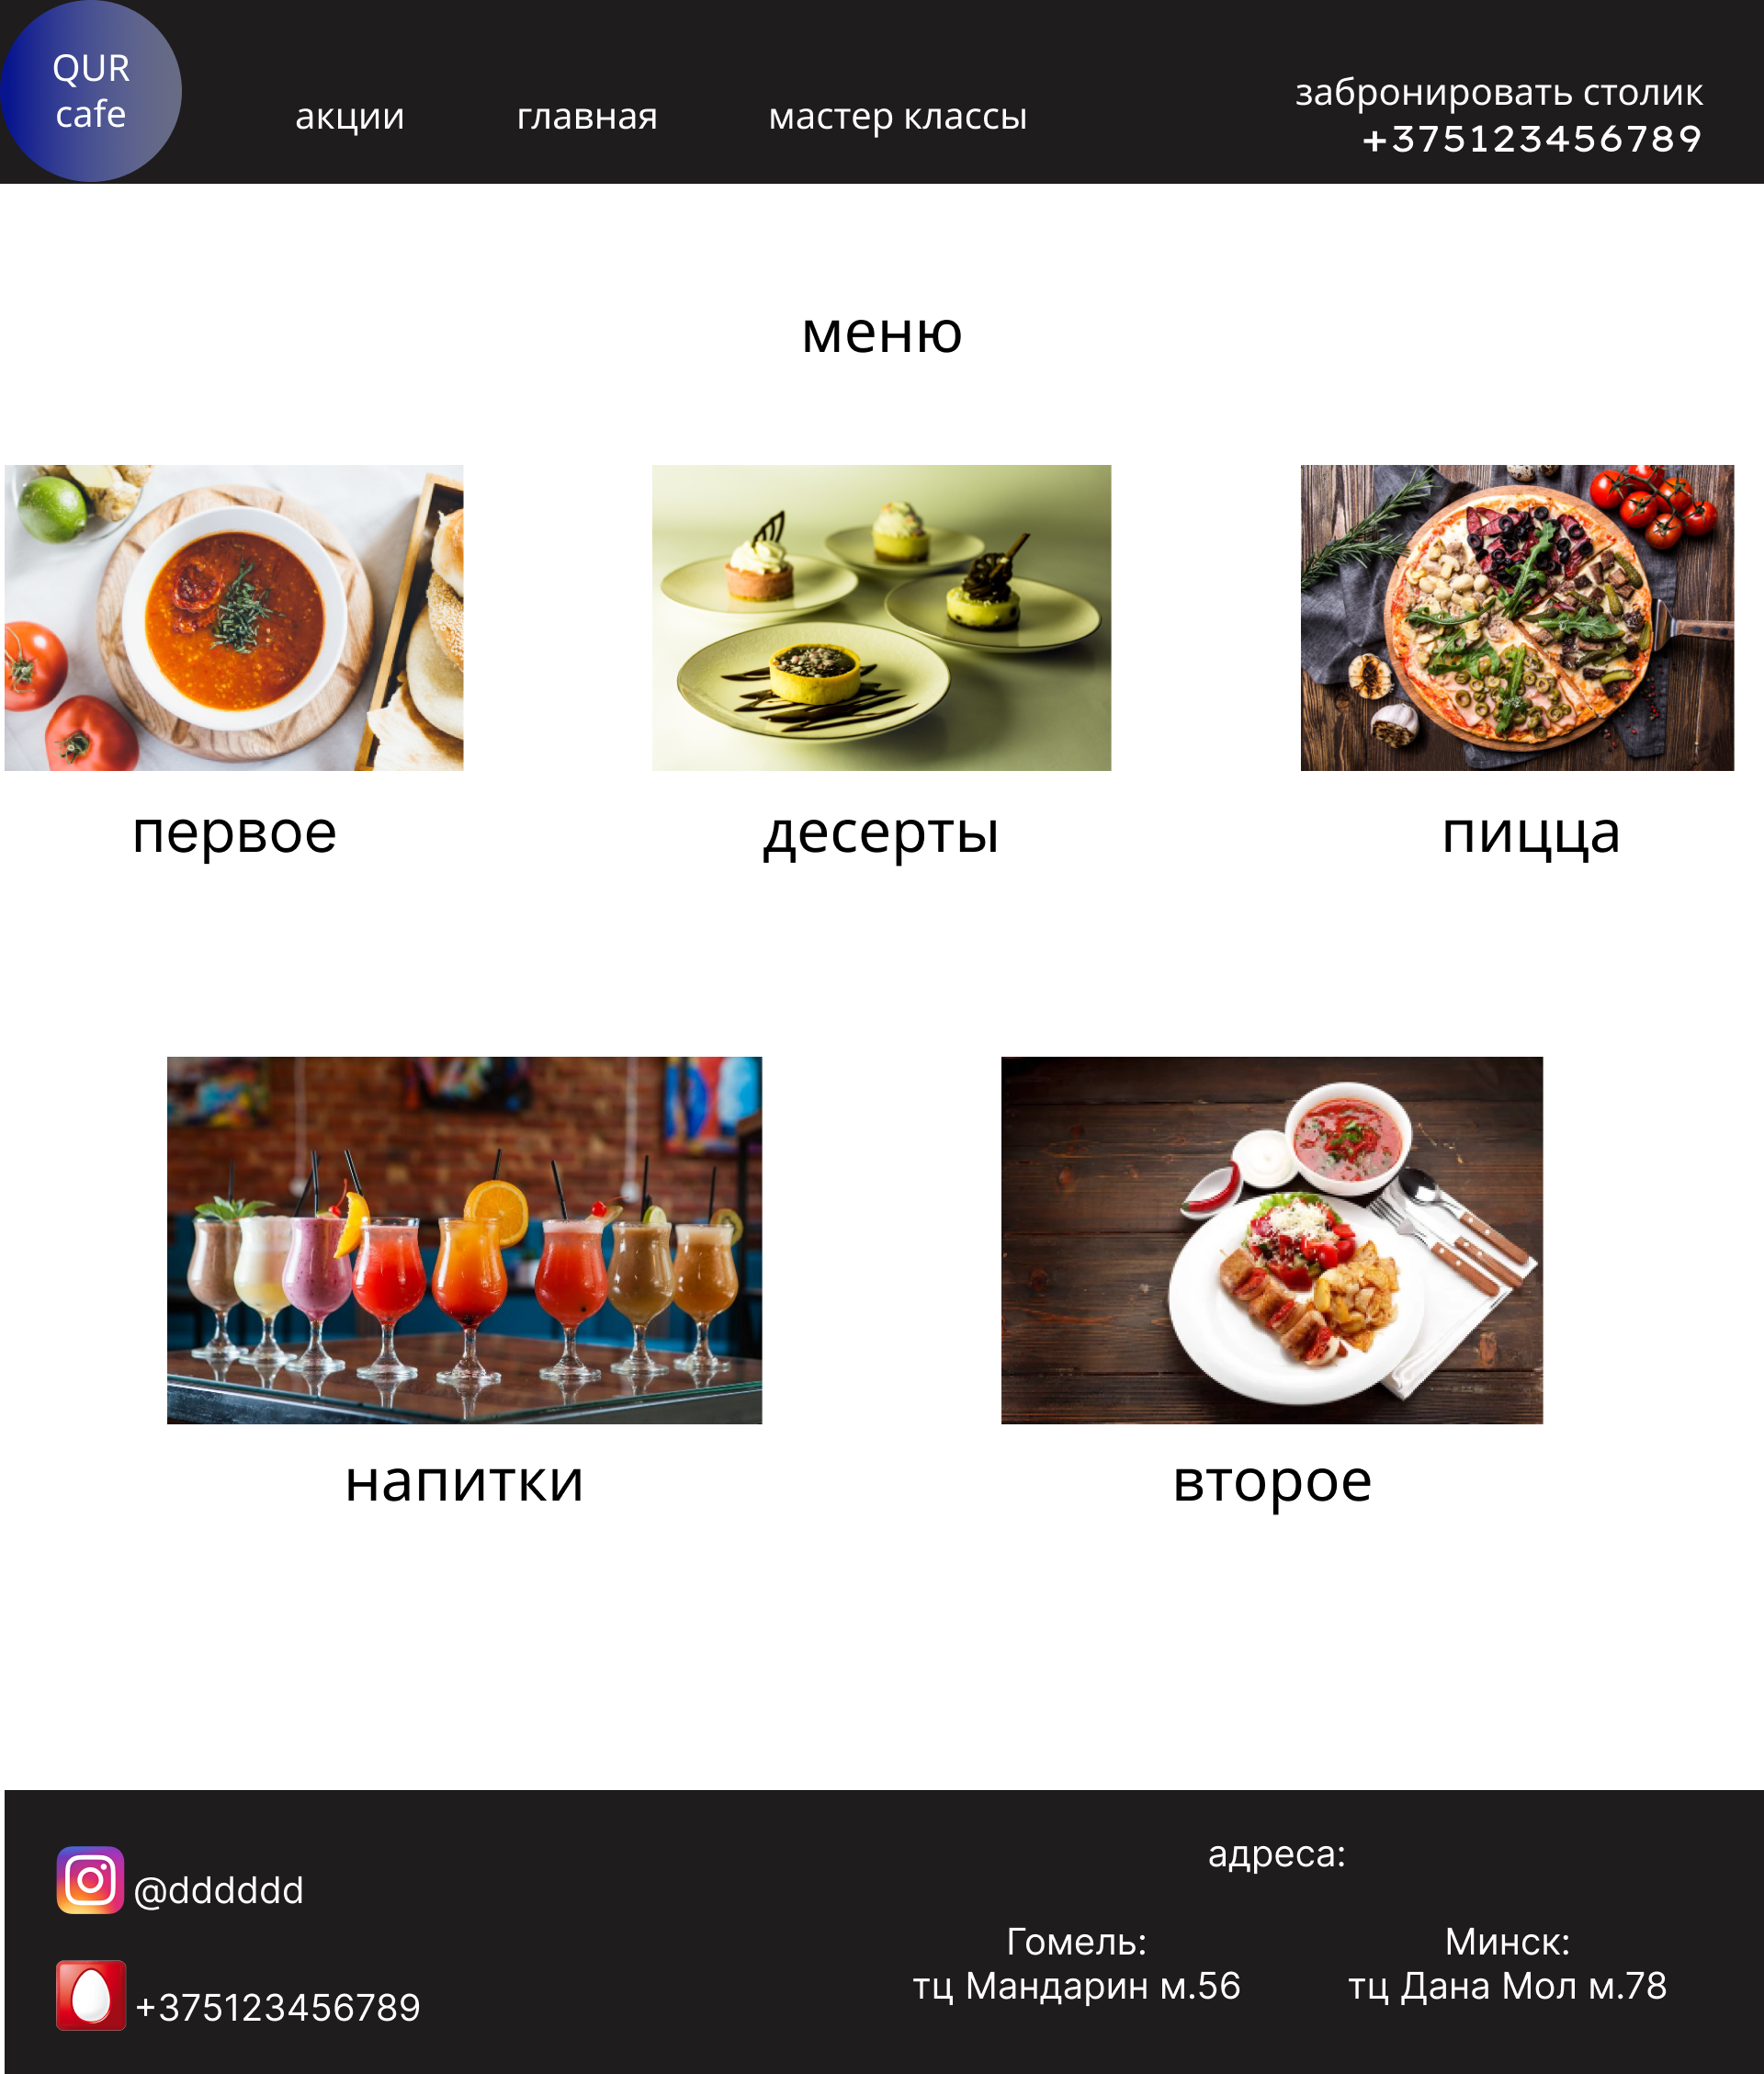 QUR
cafe
акции
главная
мастер классы
забронировать столик
+375123456789
меню
первое
десерты
пицца
напитки
второе
@dddddd
+375123456789
адреса:
Гомель:
тц Мандарин м.56
Минск:
тц Дана Мол м.78